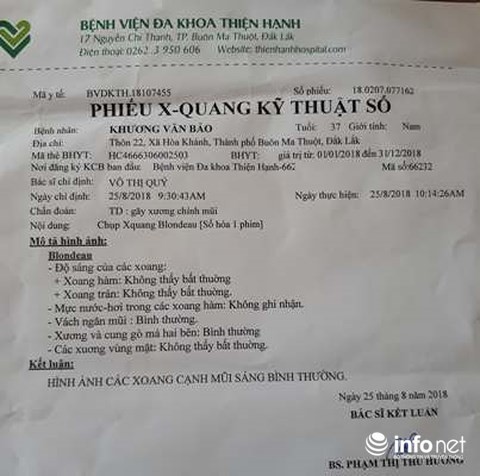 BỆNH VIỆN ĐA KHOA THIỆN HẠNH
17 Nguyễn Chí Thanh, TP. Buôn Ma Thuột, Đắk Lắk
Điện thoại: 0262 3 950 606 Website: thienhanhhospital.com
Mã y tế: BVDKTH.18107455 Số phiếu: 18.0207.077162
PHIẾU X-QUANG KỸ THUẬT SỐ
Bệnh nhân: KHƯƠNG VĂN BẢO Tuổi: 37 Giới tính: Nam
Địa chỉ: Thôn 22, Xã Hòa Khánh, Thành phố Buôn Ma Thuột, Đắk Lắk
Mã thẻ BHYT: HC4666306002503 BHYT: giá trị từ: 01/01/2018 đến 31/12/2018
Nơi đăng ký KCB ban đầu. Bệnh viện Đa khoa Thiện Hạnh-662 Mã số:66232
Bác sĩ chỉ định: VÕ THỊ QUÝ
Ngày chỉ định: 25/8/2018 9:30:43AM Ngày thực hiện: 25/8/2018 10:14:26AM
Chẩn đoán: TD : gãy xương chính mũi
Nội dung: Chụp Xquang Blondeau [Số hóa 1 phim]
Mô tả hình ảnh:
Blondeau
- Độ sáng của các xoang:
+ Xoang hàm: Không thấy bất thường
+ Xoang trán: Không thấy bất thường.
- Mực nước-hơi trong các xoang hàm: Không ghi nhận.
- Vách ngăn mũi : Bình thường.
- Xương và cung gò má hai bên: Bình thường
- Các xương vùng mặt: Không thấy bất thường.
Kết luận:
HÌNH ẢNH CÁC XOANG CẠNH MŨI SÁNG BÌNH THƯỜNG.
Ngày 25 tháng 8 năm 2018
BÁC SĨ KẾT LUẬN
infonet
BS. PHẠM THỊ THU HƯƠNG